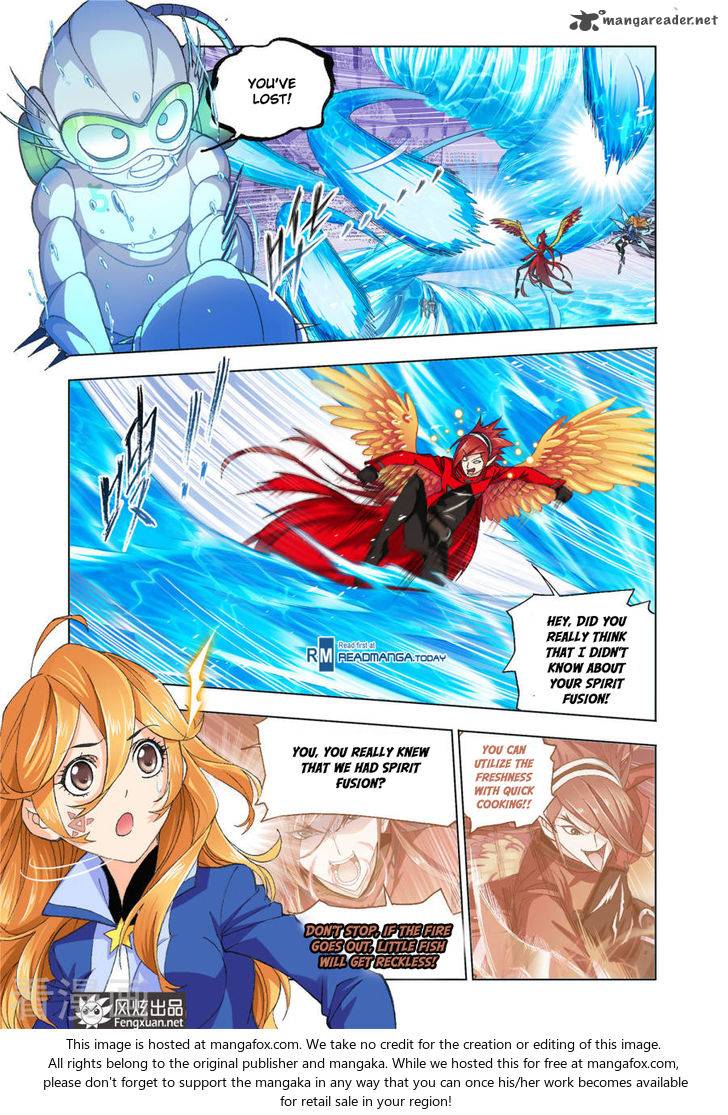 mangareader.net
YOU'VE
LOST!
HEY, DID YOU
REALLY THINK
THAT I DIDN'T
KNOW ABOUT
YOUR SPIRIT
FUSION!
Read first at
RM READMANGA.TODAY
YOU, YOU REALLY KNEW
THAT WE HAD SPIRIT
FUSION?
YOU CAN
UTILIZE THE
FRESHNESS
WITH QUICK
COOKING!!
DON'T STOP, IF THE FIRE
GOES OUT, LITTLE FISH
WILL GET RECKLESS!
看漫画
风炫出品
Fengxuan.net
This image is hosted at mangafox.com. We take no credit for the creation or editing of this image.
All rights belong to the original publisher and mangaka. While we hosted this for free at mangafox.com,
please don't forget to support the mangaka in any way that you can once his/her work becomes available
for retail sale in your region!